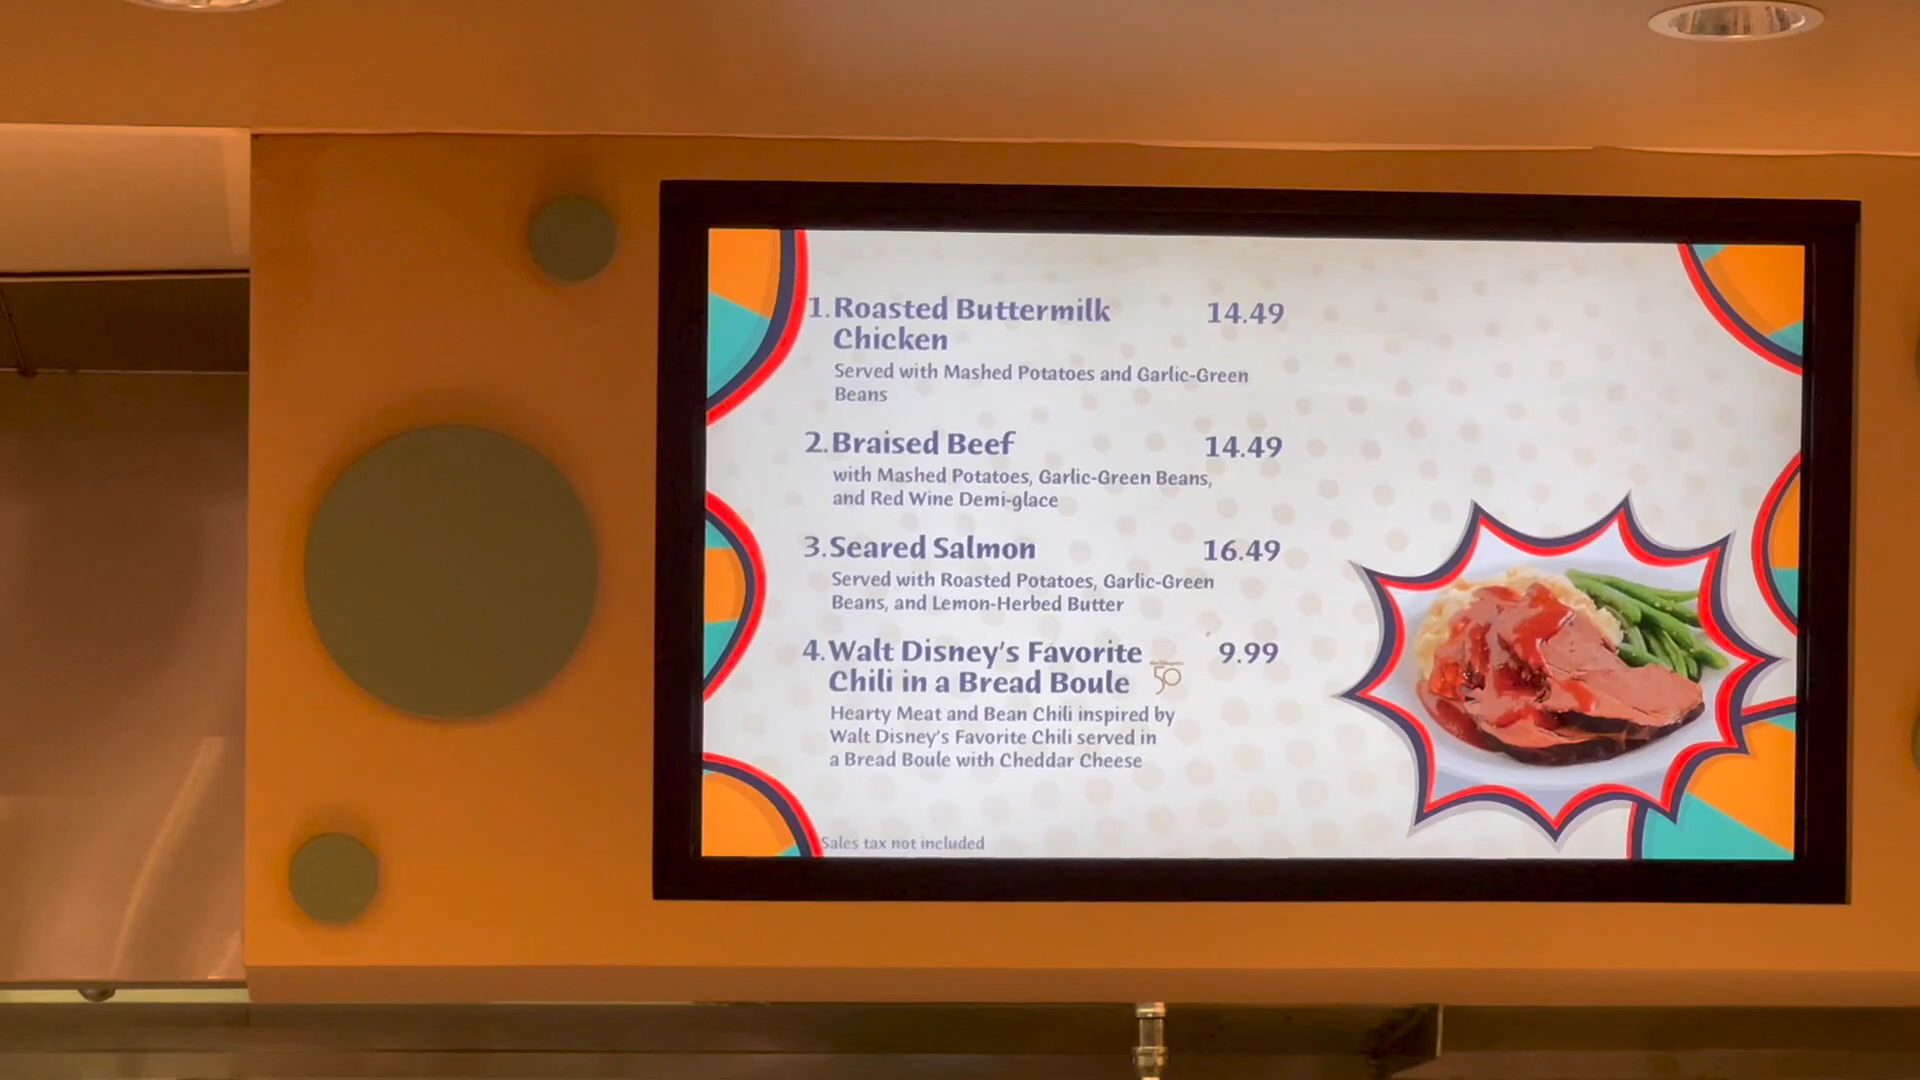 1. Roasted Buttermilk 14.49
Chicken
Served with Mashed Potatoes and Garlic-Green
Beans
2. Braised Beef 14.49
with Mashed Potatoes, Garlic-Green Beans,
and Red Wine Demi-glace
3. Seared Salmon 16.49
Served with Roasted Potatoes, Garlic-Green
Beans, and Lemon-Herbed Butter
4. Walt Disney's Favorite 9.99
Chili in a Bread Boule 50
Hearty Meat and Bean Chili inspired by
Walt Disney's Favorite Chili served in
a Bread Boule with Cheddar Cheese
Sales tax not included